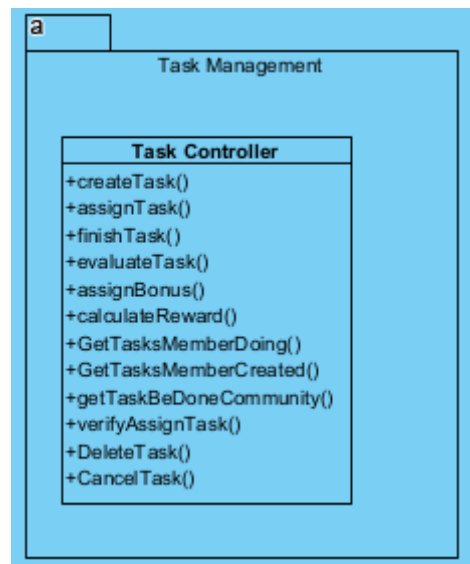 a
Task Management
Task Controller
+createTask()
+assignTask()
+finishTask()
+evaluateTask()
+assignBonus()
+calculateReward()
+GetTasksMemberDoing()
+GetTasksMemberCreated()
+getTaskBeDoneCommunity()
+verifyAssignTask()
+DeleteTask()
+CancelTask()